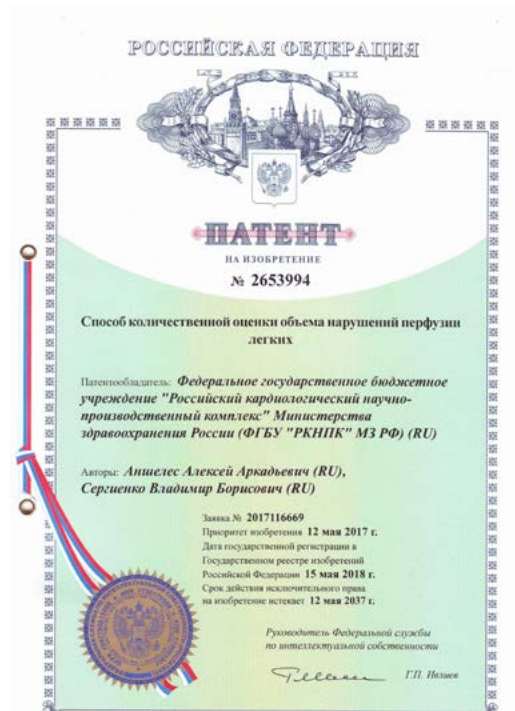 РОССИЙСКАЯ ФЕДЕРАЦИЯ
ПАТЕНТ
НА ИЗОБРЕТЕНИЕ
№ 2653994
Способ количественной оценки объема нарушений перфузии
легких
Патентообладатель: Федеральное государственное бюджетное
учреждение "Российский кардиологический научно-
производственный комплекс" Министерства
здравоохранения России (ФГБУ "РКНПК" МЗ РФ) (RU)
Авторы: Аншелес Алексей Аркадьевич (RU),
Сергиенко Владимир Борисович (RU)
Заявка № 2017116669
Приоритет изобретения 12 мая 2017 г.
Дата государственной регистрации в
Государственном реестре изобретений
Российской Федерации 15 мая 2018 г.
Срок действия исключительного права
на изобретение истекает 12 мая 2037 г.
Руководитель Федеральной службы
по интеллектуальной собственности
Г.П. Ивлиев